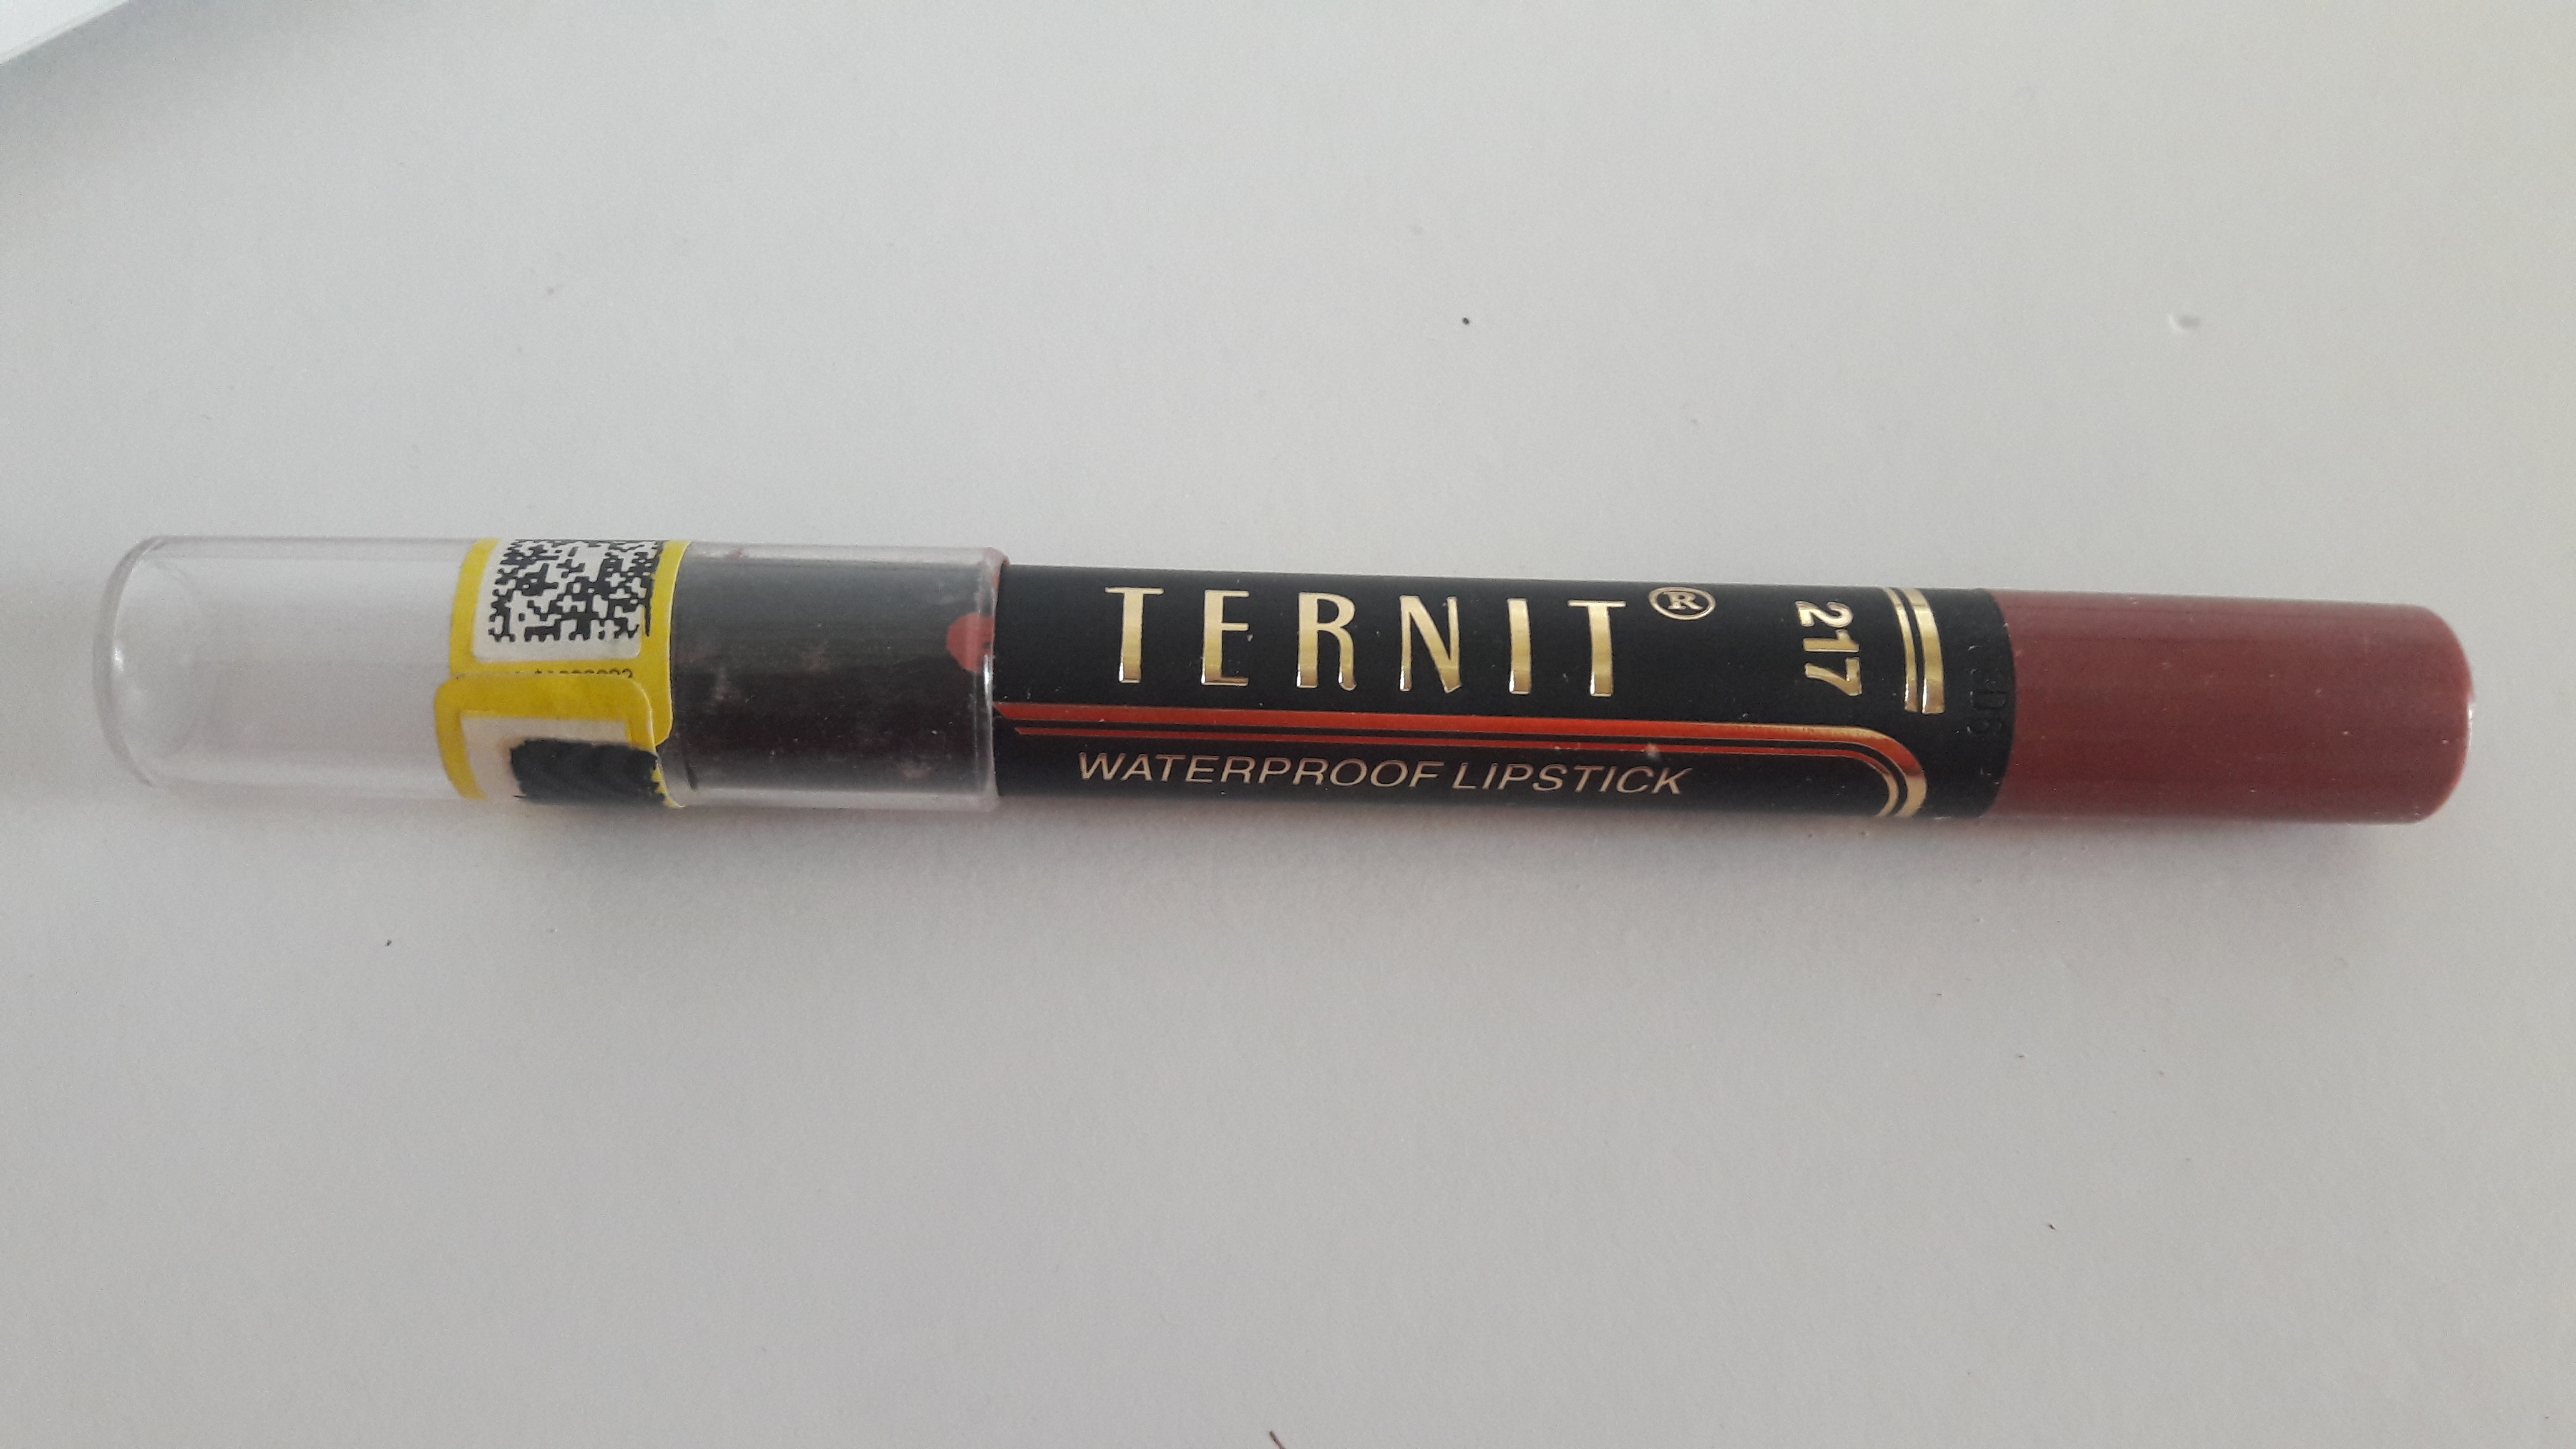 TERNIT®
217
WATERPROOF LIPSTICK